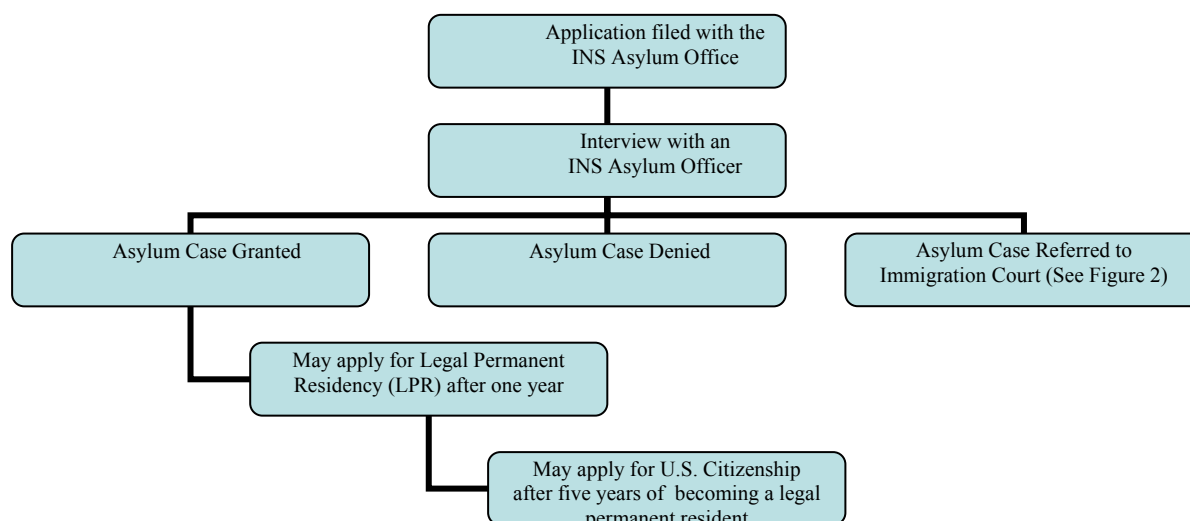 Application filed with the
INS Asylum Office
Interview with an
INS Asylum Officer
Asylum Case Granted
Asylum Case Denied
Asylum Case Referred to
Immigration Court (See Figure 2)
May apply for Legal Permanent
Residency (LPR) after one year
May apply for U.S. Citizenship
after five years of becoming a legal
permanent resident